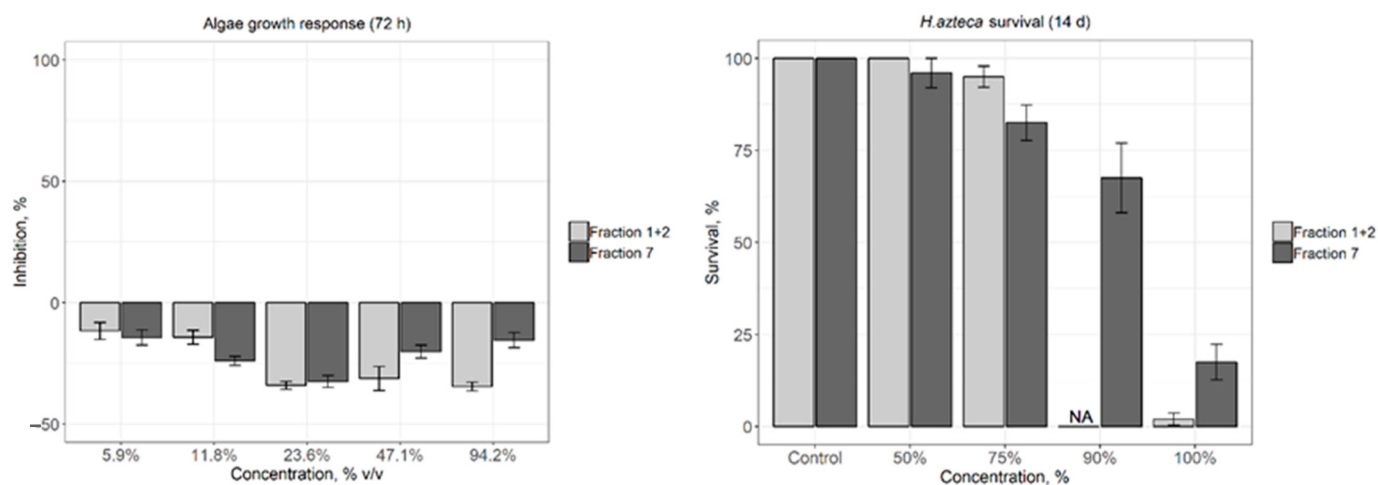 Algae growth response (72 h)
100
50
0
−50
Inhibition, %
5.9%
11.8%
23.6%
47.1%
94.2%
Concentration, % v/v
Fraction 1+2
Fraction 7
H.azteca survival (14 d)
100
75
50
25
0
Survival, %
NA
Control
50%
75%
90%
100%
Concentration, %
Fraction 1+2
Fraction 7